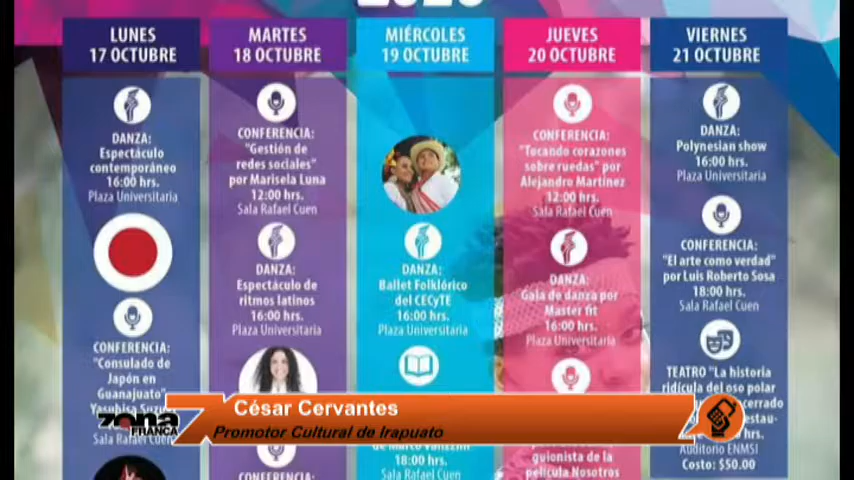 LUNES
17 OCTUBRE
DANZA:
Espectáculo
contemporáneo
16:00 hrs.
Plaza Universitaria
CONFERENCIA:
"Consulado de
Japón en
Guanajuato"
Sala Rafael Cuen
MARTES
18 OCTUBRE
CONFERENCIA:
"Gestión de
redes sociales"
por Marisela Luna
12:00 hrs.
Sala Rafael Cuen
DANZA:
Espectáculo de
ritmos latinos
16:00 hrs.
Plaza Universitaria
CONFERENCIA:
MIÉRCOLES
19 OCTUBRE
DANZA:
Ballet Folklórico
del CECyTE
16:00 hrs.
Plaza Universitaria
18:00 hrs.
Sala Rafael Cuen
JUEVES
20 OCTUBRE
CONFERENCIA:
"Tocando corazones
sobre ruedas" por
Alejandro Martínez
12:00 hrs.
Sala Rafael Cuen
DANZA:
Gala de danza por
Master fit
16:00 hrs.
Plaza Universitaria
guionista de la
película Nosotros
VIERNES
21 OCTUBRE
DANZA:
Polynesian show
16:00 hrs.
Plaza Universitaria
CONFERENCIA:
"El arte como verdad"
por Luis Roberto Sosa
18:00 hrs.
Sala Rafael Cuen
TEATRO "La historia
ridícula del oso polar
Auditorio ENMSI
Costo: $50.00
César Cervantes
Promotor Cultural de Irapuato
zona
FRANCA